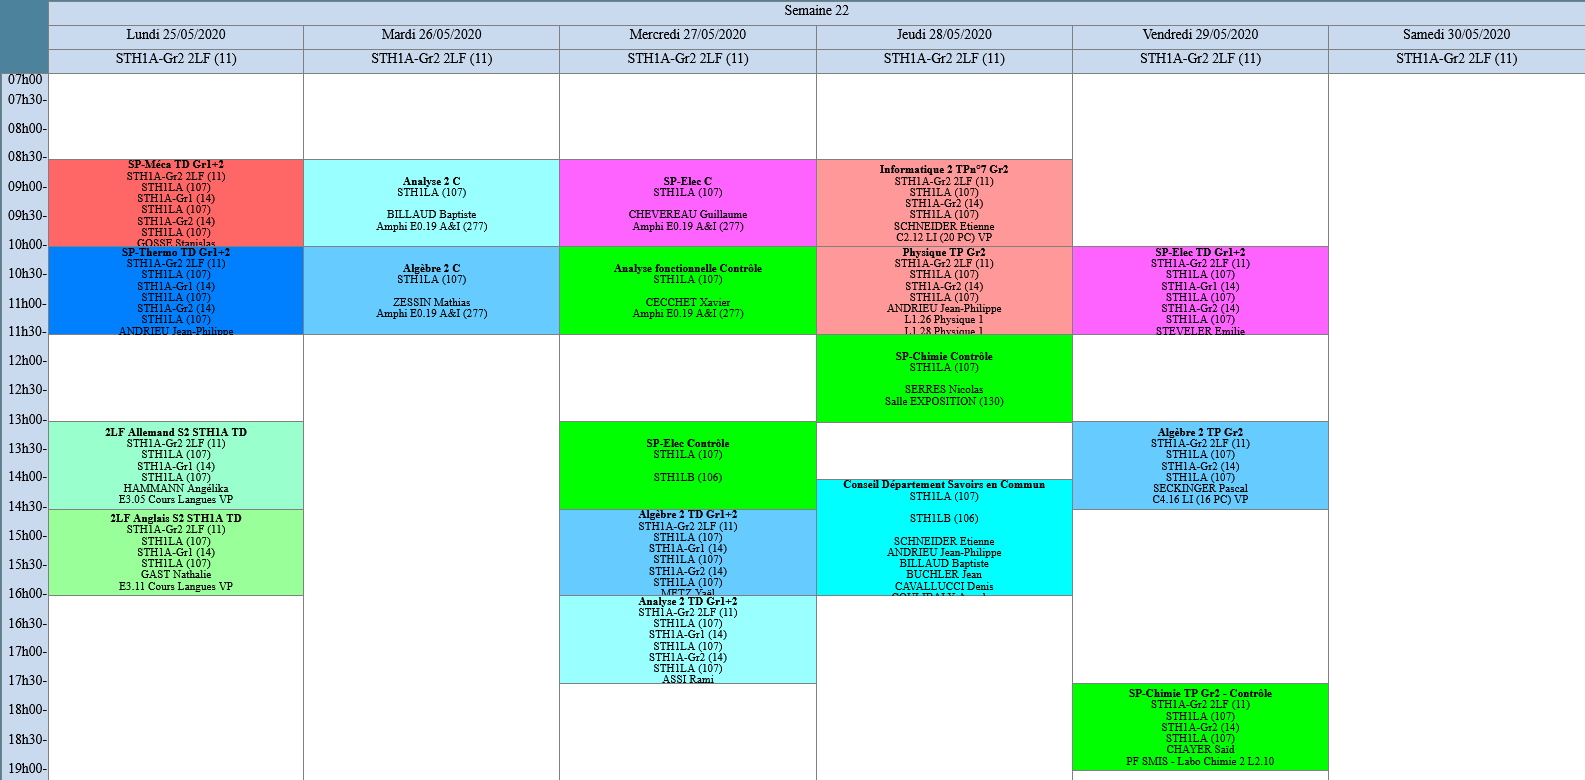 Semaine 22
Lundi 25/05/2020
Mardi 26/05/2020
Mercredi 27/05/2020
Jeudi 28/05/2020
Vendredi 29/05/2020
Samedi 30/05/2020
STH1A-Gr2 2LF (11)
STH1A-Gr2 2LF (11)
STH1A-Gr2 2LF (11)
STH1A-Gr2 2LF (11)
STH1A-Gr2 2LF (11)
STH1A-Gr2 2LF (11)
07h00
07h30-
08h00-
08h30-
09h00-
09h30-
10h00-
10h30-
11h00-
11h30-
12h00-
12h30-
13h00-
13h30-
14h00-
14h30-
15h00-
15h30-
16h00-
16h30-
17h00-
17h30-
18h00-
18h30-
19h00-
SP-Méca TD Gr1+2
STH1A-Gr2 2LF (11)
STH1LA (107)
STH1A-Gr1 (14)
STH1LA (107)
STH1A-Gr2 (14)
STH1LA (107)
GOSSE Stanislas
SP-Thermo TD Gr1+2
STH1A-Gr2 2LF (11)
STH1LA (107)
STH1A-Gr1 (14)
STH1LA (107)
STH1A-Gr2 (14)
STH1LA (107)
ANDRIEU Jean-Philippe
2LF Allemand S2 STH1A TD
STH1A-Gr2 2LF (11)
STH1LA (107)
STH1A-Gr1 (14)
STH1LA (107)
HAMMANN Angélika
E3.05 Cours Langues VP
2LF Anglais S2 STH1A TD
STH1A-Gr2 2LF (11)
STH1LA (107)
STH1A-Gr1 (14)
STH1LA (107)
GAST Nathalie
E3.11 Cours Langues VP
Analyse 2 C
STH1LA (107)
BILLAUD Baptiste
Amphi E0.19 A&I (277)
Algèbre 2 C
STH1LA (107)
ZESSIN Mathias
Amphi E0.19 A&I (277)
SP-Elec C
STH1LA (107)
CHEVEREAU Guillaume
Amphi E0.19 A&I (277)
Analyse fonctionnelle Contrôle
STH1LA (107)
CECCHET Xavier
Amphi E0.19 A&I (277)
SP-Elec Contrôle
STH1LA (107)
STH1LB (106)
Algèbre 2 TD Gr1+2
STH1A-Gr2 2LF (11)
STH1LA (107)
STH1A-Gr1 (14)
STH1LA (107)
STH1A-Gr2 (14)
STH1LA (107)
METZ Yaël
Analyse 2 TD Gr1+2
STH1A-Gr2 2LF (11)
STH1LA (107)
STH1A-Gr1 (14)
STH1LA (107)
STH1A-Gr2 (14)
STH1LA (107)
ASSI Rami
Informatique 2 TPn°7 Gr2
STH1A-Gr2 2LF (11)
STH1LA (107)
STH1A-Gr2 (14)
STH1LA (107)
SCHNEIDER Etienne
C2.12 LI (20 PC) VP
Physique TP Gr2
STH1A-Gr2 2LF (11)
STH1LA (107)
STH1A-Gr2 (14)
STH1LA (107)
ANDRIEU Jean-Philippe
L1.26 Physique 1
L1.28 Physique 1
SP-Chimie Contrôle
STH1LA (107)
SERRES Nicolas
Salle EXPOSITION (130)
Conseil Département Savoirs en Commun
STH1LA (107)
STH1LB (106)
SCHNEIDER Etienne
ANDRIEU Jean-Philippe
BILLAUD Baptiste
BUCHLER Jean
CAVALLUCCI Denis
SP-Elec TD Gr1+2
STH1A-Gr2 2LF (11)
STH1LA (107)
STH1A-Gr1 (14)
STH1LA (107)
STH1A-Gr2 (14)
STH1LA (107)
STEVELER Emilie
Algèbre 2 TP Gr2
STH1A-Gr2 2LF (11)
STH1LA (107)
STH1A-Gr2 (14)
STH1LA (107)
SECKINGER Pascal
C4.16 LI (16 PC) VP
SP-Chimie TP Gr2 - Contrôle
STH1A-Gr2 2LF (11)
STH1LA (107)
STH1A-Gr2 (14)
STH1LA (107)
CHAYER Saïd
PF SMIS - Labo Chimie 2 L2.10